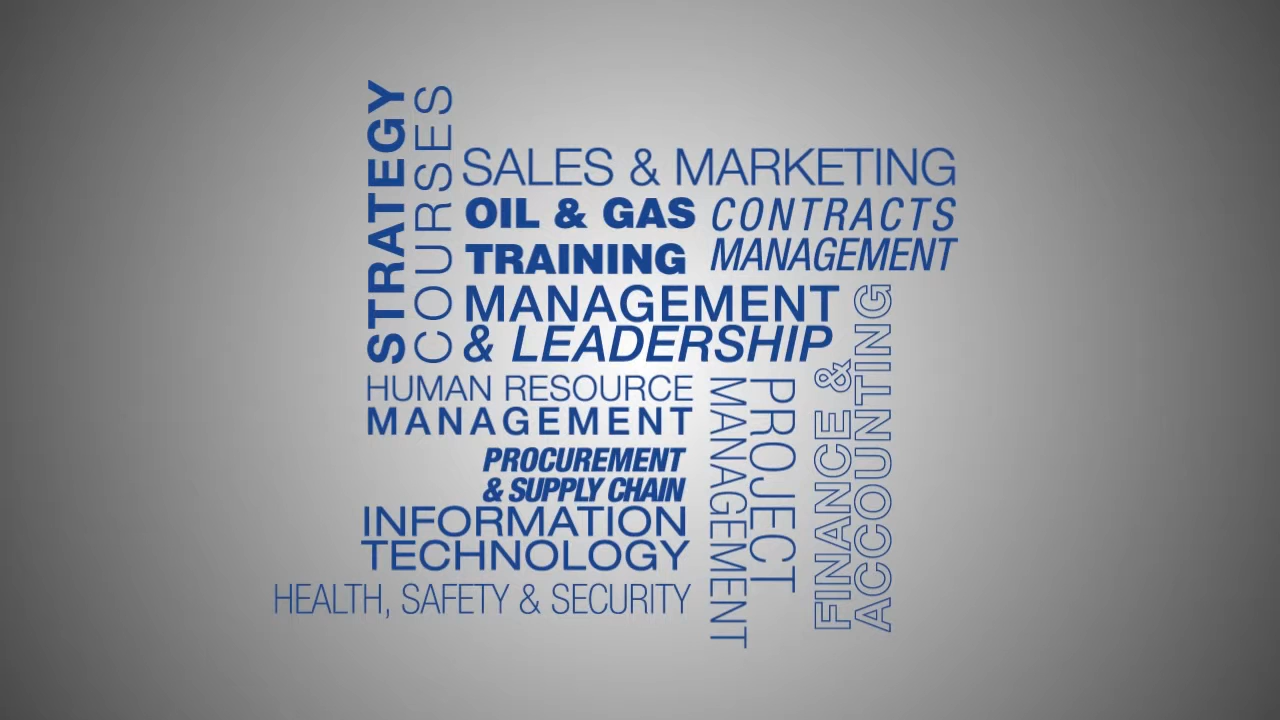 STRATEGY
COURSES
SALES & MARKETING
OIL & GAS
TRAINING
CONTRACTS
MANAGEMENT
MANAGEMENT
& LEADERSHIP
HUMAN RESOURCE
MANAGEMENT
PROCUREMENT
& SUPPLY CHAIN
INFORMATION
TECHNOLOGY
HEALTH, SAFETY & SECURITY
PROJECT
MANAGEMENT
FINANCE &
ACCOUNTING